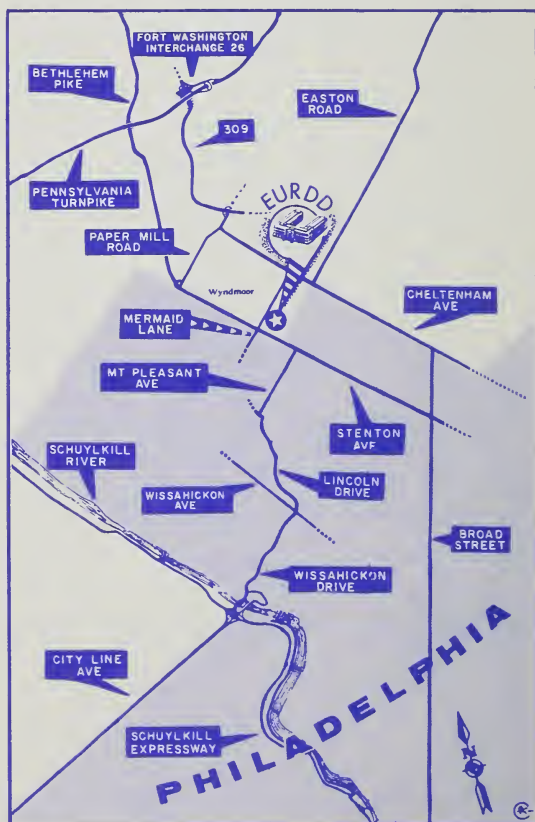 FORT WASHINGTON
INTERCHANGE 26
BETHLEHEM
PIKE
EASTON
ROAD
309
PENNSYLVANIA
TURNPIKE
EURDD
PAPER MILL
ROAD
Wyndmoor
CHELTENHAM
AVE
MERMAID
LANE
MT PLEASANT
AVE
STENTON
AVE
SCHUYLKILL
RIVER
LINCOLN
DRIVE
WISSAHICKON
AVE
BROAD
STREET
WISSAHICKON
DRIVE
CITY LINE
AVE
PHILADELPHIA
SCHUYLKILL
EXPRESSWAY
N